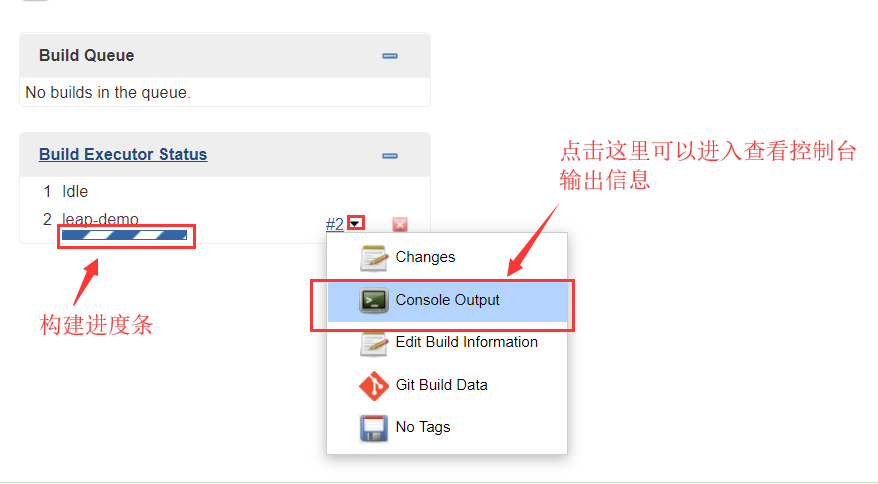 Build Queue
No builds in the queue.
Build Executor Status
1 Idle
2 leap-demo
#2
Changes
Console Output
Edit Build Information
Git Build Data
No Tags
点击这里可以进入查看控制台
输出信息
构建进度条